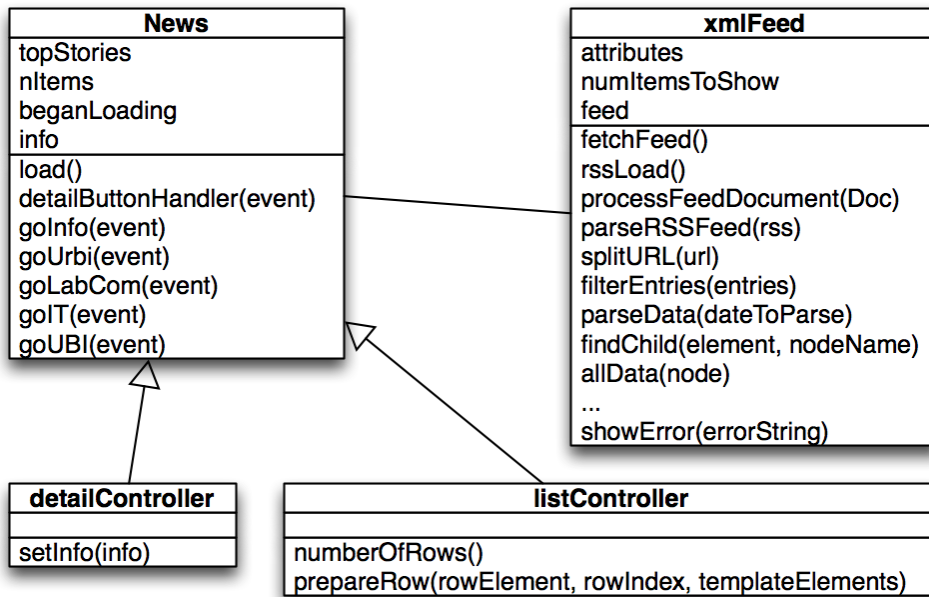 News
topStories
nItems
beganLoading
info
load()
detailButtonHandler(event)
goInfo(event)
goUrbi(event)
goLabCom(event)
goIT(event)
goUBI(event)
xmlFeed
attributes
numItemsToShow
feed
fetchFeed()
rssLoad()
processFeedDocument(Doc)
parseRSSFeed(rss)
splitURL(url)
filterEntries(entries)
parseData(dateToParse)
findChild(element, nodeName)
allData(node)
...
showError(errorString)
detailController
setInfo(info)
listController
numberOfRows()
prepareRow(rowElement, rowIndex, templateElements)